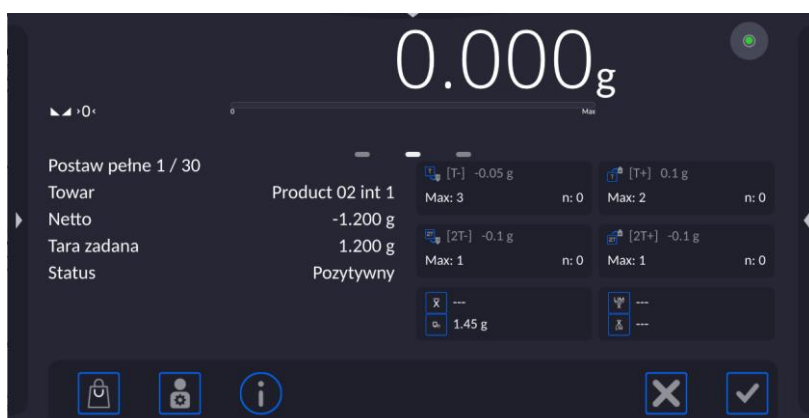 0.000g
›0‹
0 Max
Postaw pełne 1 / 30
Towar Product 02 int 1
Netto -1.200 g
Tara zadana 1.200 g
Status Pozytywny
[T-] -0.05 g
Max: 3 n: 0
[T+] 0.1 g
Max: 2 n: 0
[2T-] -0.1 g
Max: 1 n: 0
[2T+] -0.1 g
Max: 1 n: 0
---
1.45 g
---
---